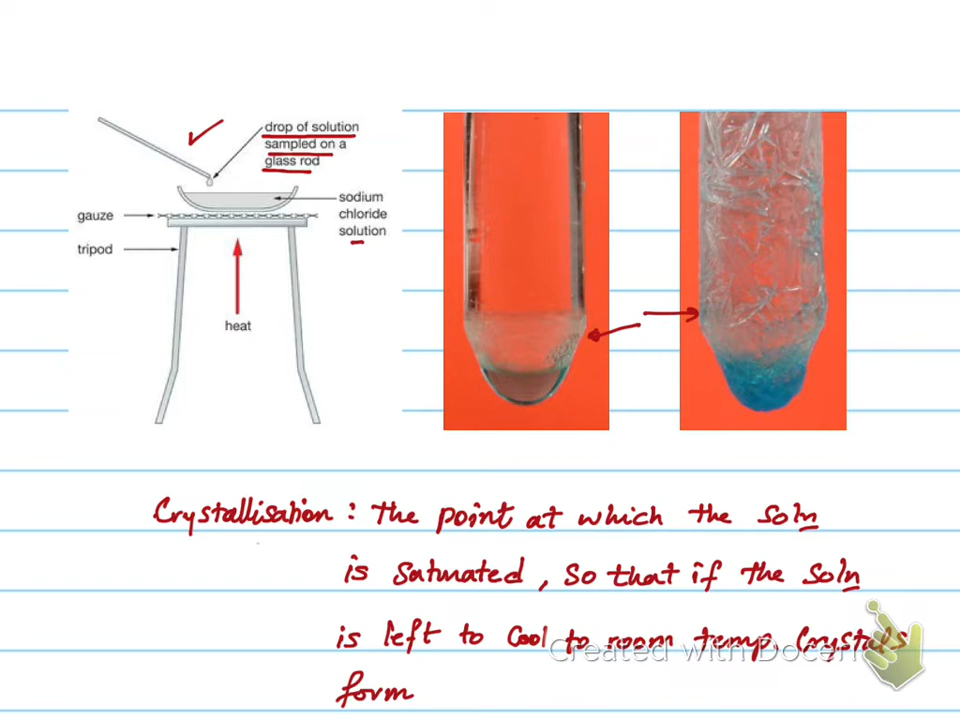 drop of solution
sampled on a
glass rod
sodium
chloride
solution
gauze
tripod
heat
Crystallisation : The point at which the soln
is saturated, so that if the soln
is left to cool to room temp. Crystals
form
Created with Doceri